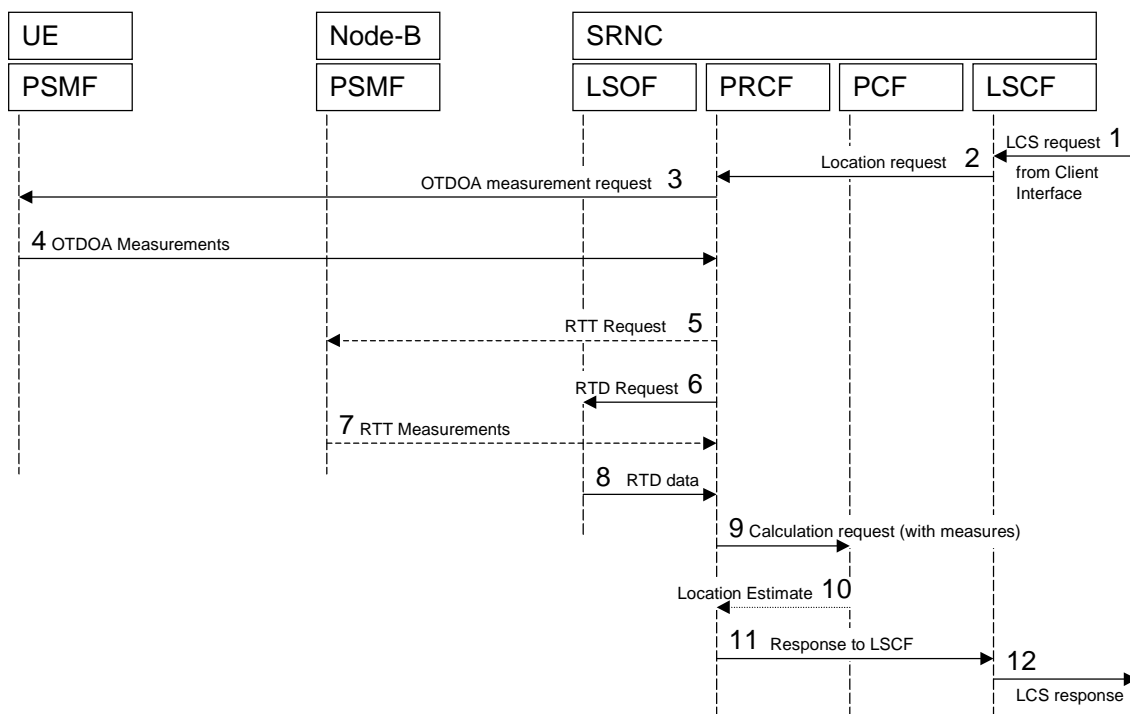 UE
Node-B
SRNC
PSMF
PSMF
LSOF
PRCF
PCF
LSCF
LCS request 1
from Client
Interface
Location request 2
OTDOA measurement request 3
4 OTDOA Measurements
RTT Request 5
RTD Request 6
7 RTT Measurements
8 RTD data
9 Calculation request (with measures)
Location Estimate 10
11 Response to LSCF
12
LCS response